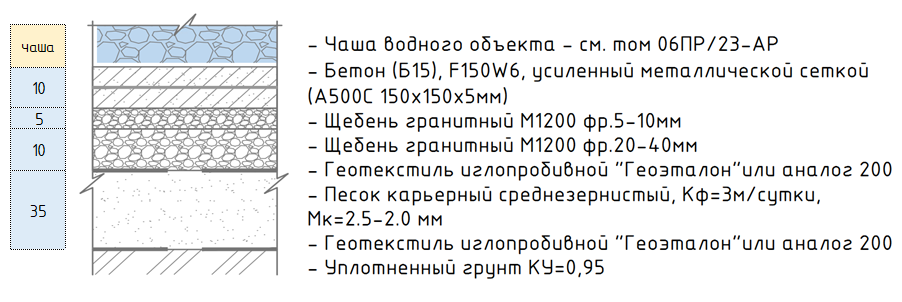 чаша
10
5
10
35
- Чаша водного объекта - см. том 06ПР/23-АР
- Бетон (Б15), F150W6, усиленный металлической сеткой
(А500С 150х150х5мм)
- Щебень гранитный М1200 фр.5-10мм
- Щебень гранитный М1200 фр.20-40мм
- Геотекстиль иглопробивной "Геоэталон"или аналог 200
- Песок карьерный среднезернистый, Кф=3м/сутки,
Мк=2.5-2.0 мм
- Геотекстиль иглопробивной "Геоэталон"или аналог 200
- Уплотненный грунт КУ=0,95